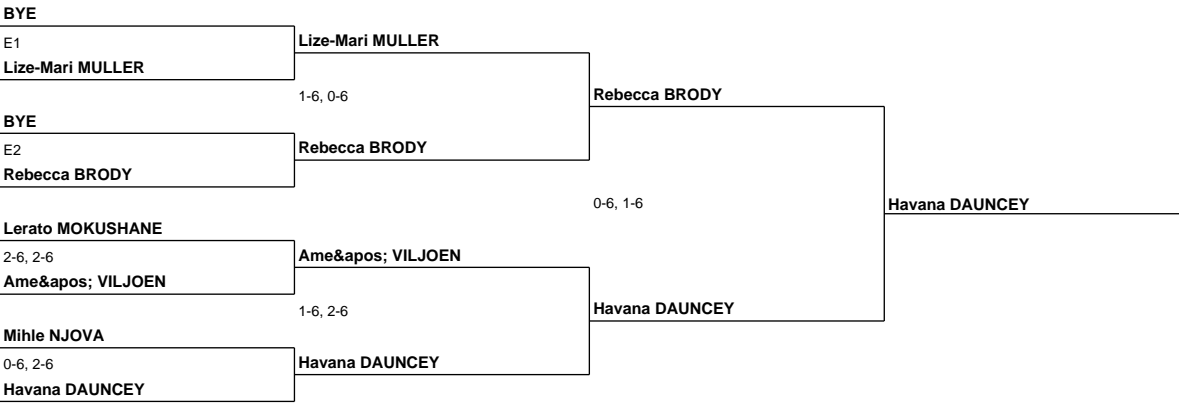 BYE
E1
Lize-Mari MULLER
Lize-Mari MULLER
1-6, 0-6
Rebecca BRODY
BYE
E2
Rebecca BRODY
Rebecca BRODY
0-6, 1-6
Havana DAUNCEY
Lerato MOKUSHANE
2-6, 2-6
Ame&apos; VILJOEN
Ame&apos; VILJOEN
1-6, 2-6
Havana DAUNCEY
Mihle NJOVA
0-6, 2-6
Havana DAUNCEY
Havana DAUNCEY